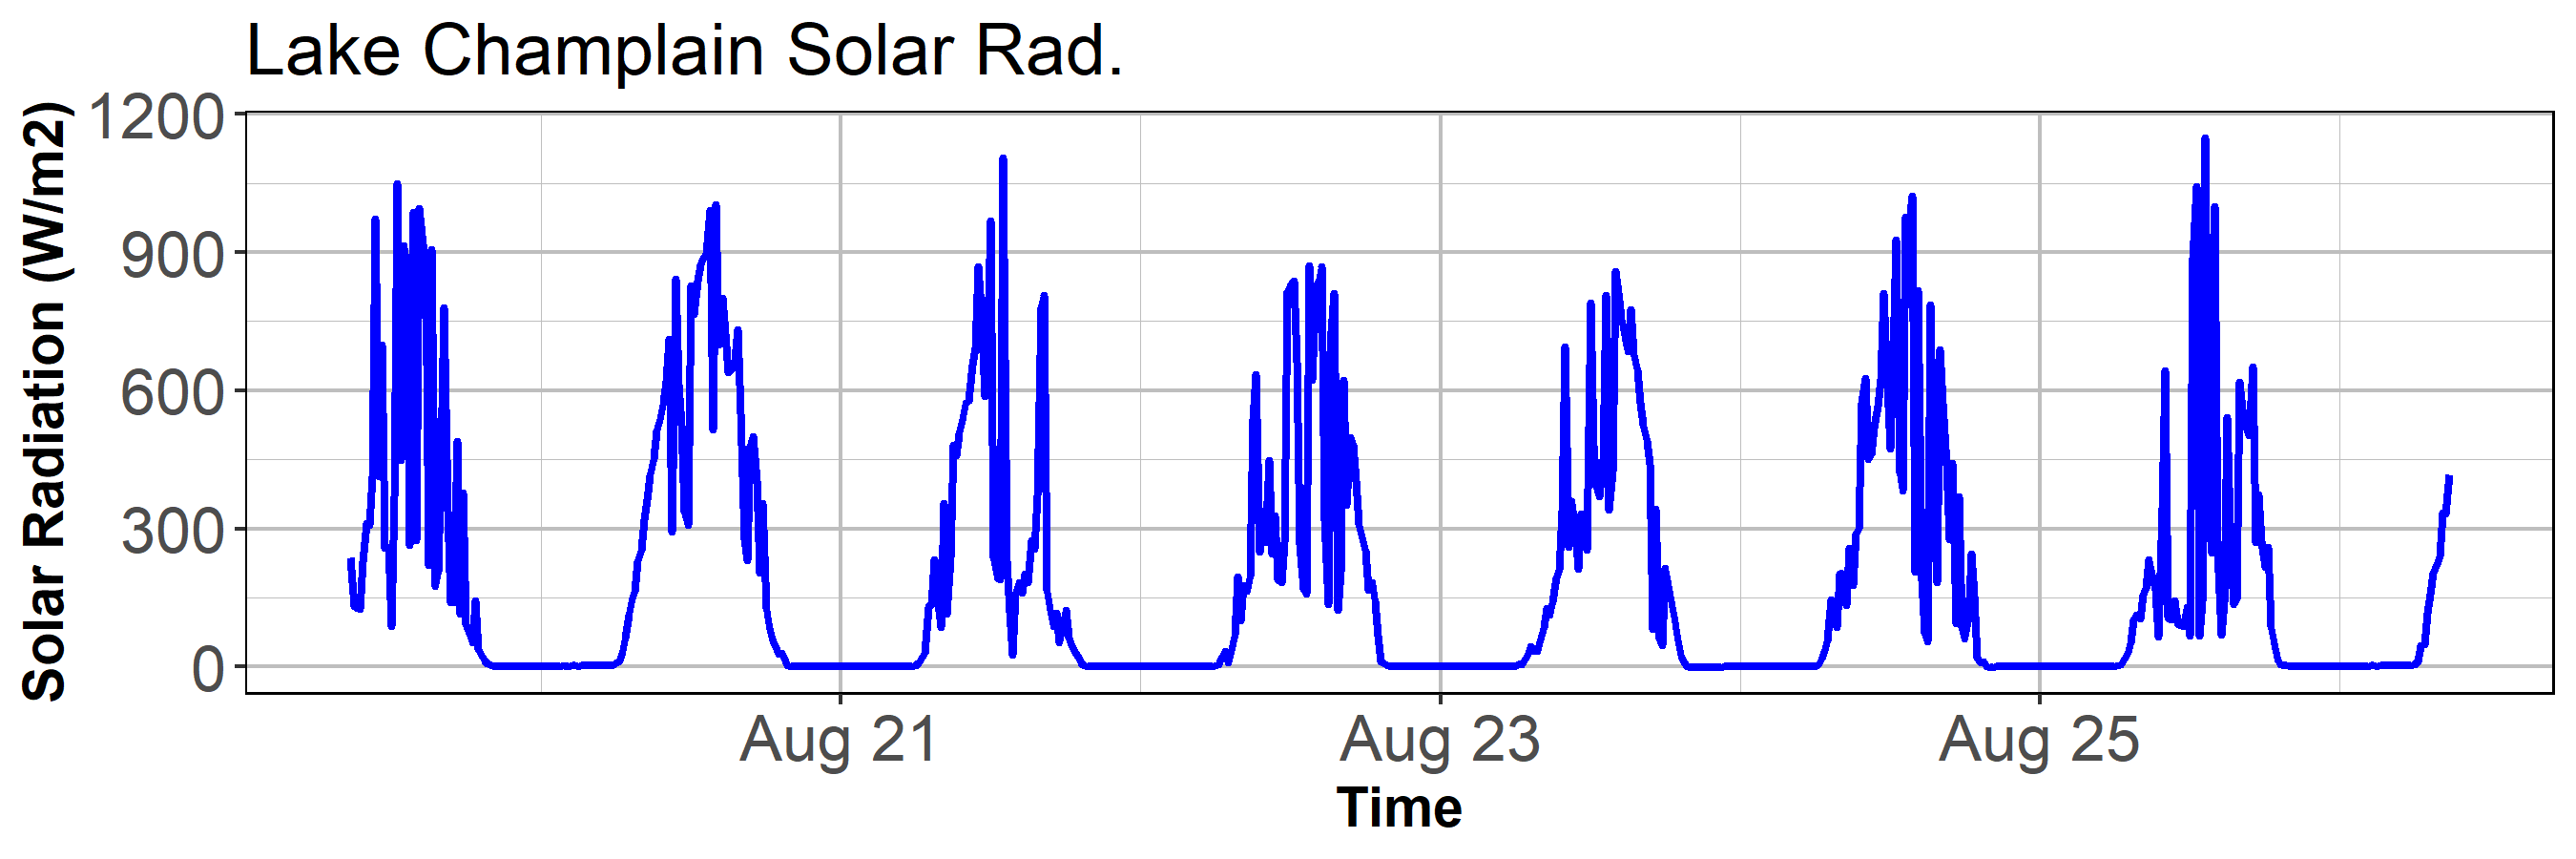 Lake Champlain Solar Rad.
Solar Radiation (W/m2)
1200
900
600
300
0
Aug 21 Aug 23 Aug 25
Time